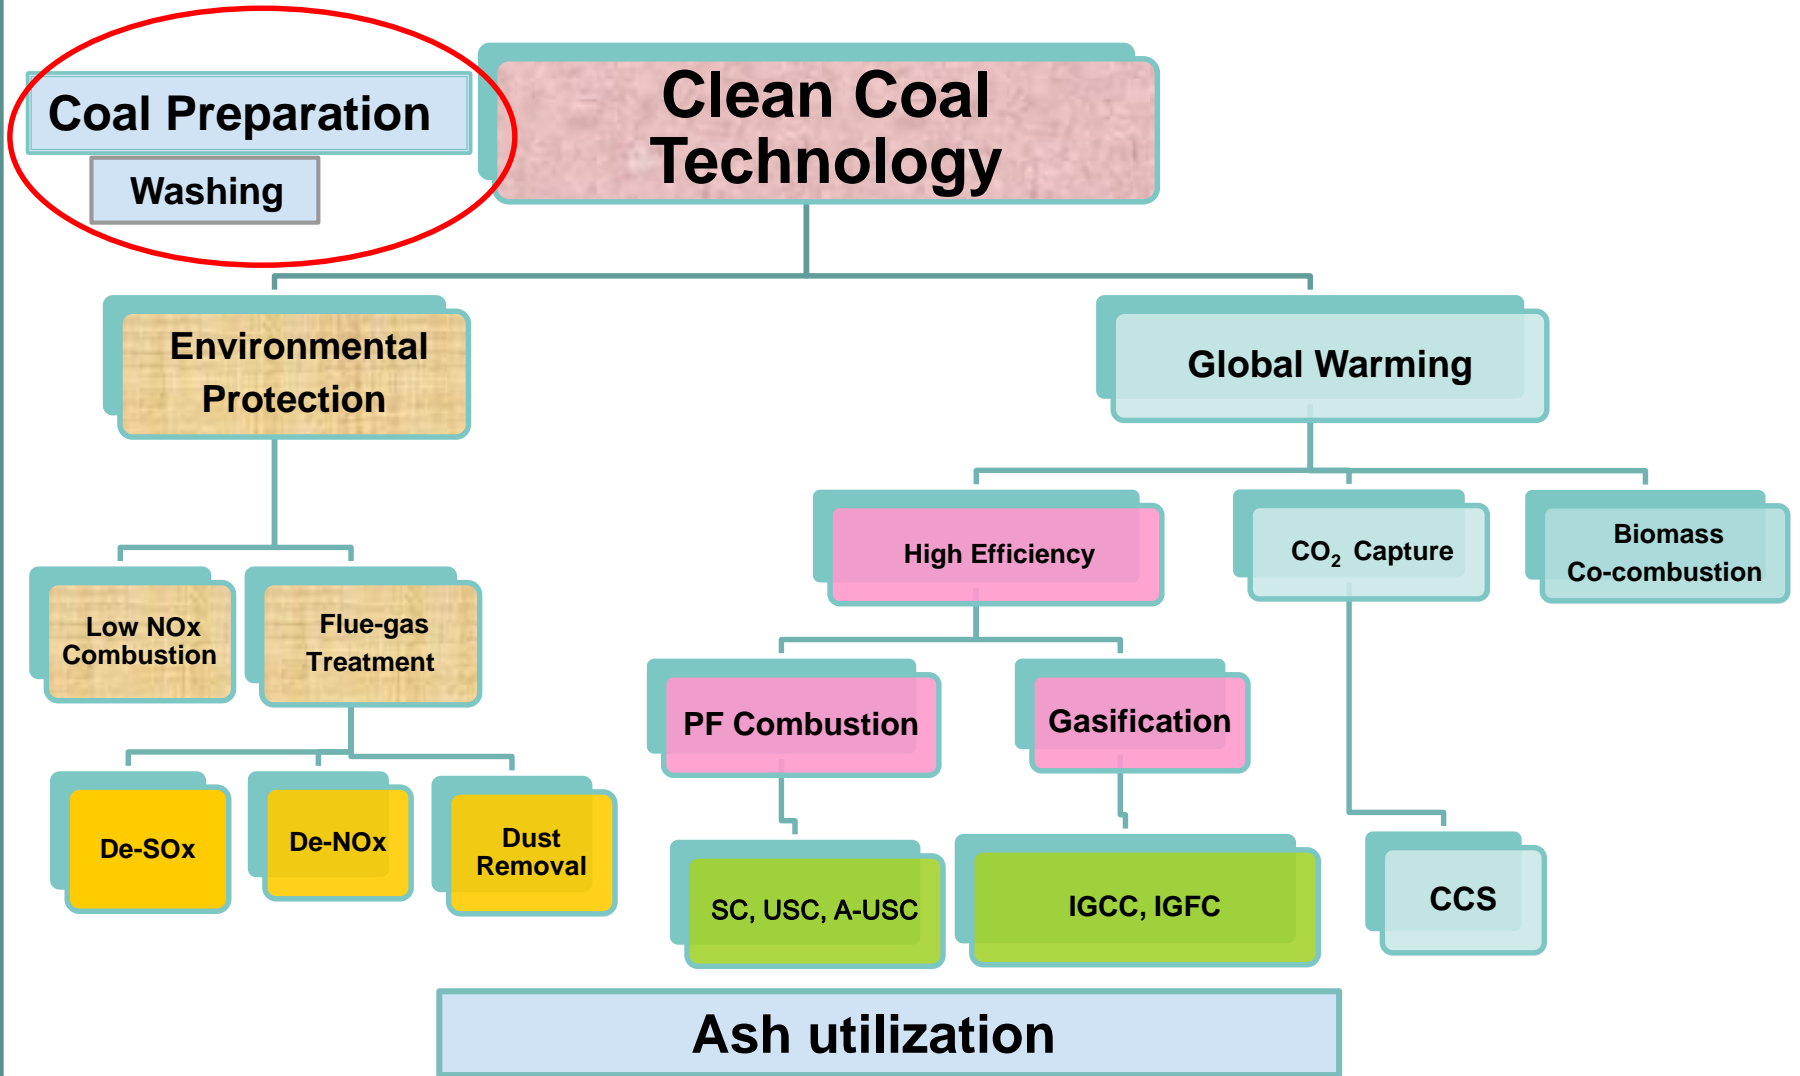 Coal Preparation
Washing
Clean Coal
Technology
Environmental
Protection
Global Warming
Low NOx
Combustion
Flue-gas
Treatment
High Efficiency
CO₂ Capture
Biomass
Co-combustion
PF Combustion
Gasification
De-SOx
De-NOx
Dust
Removal
SC, USC, A-USC
IGCC, IGFC
CCS
Ash utilization